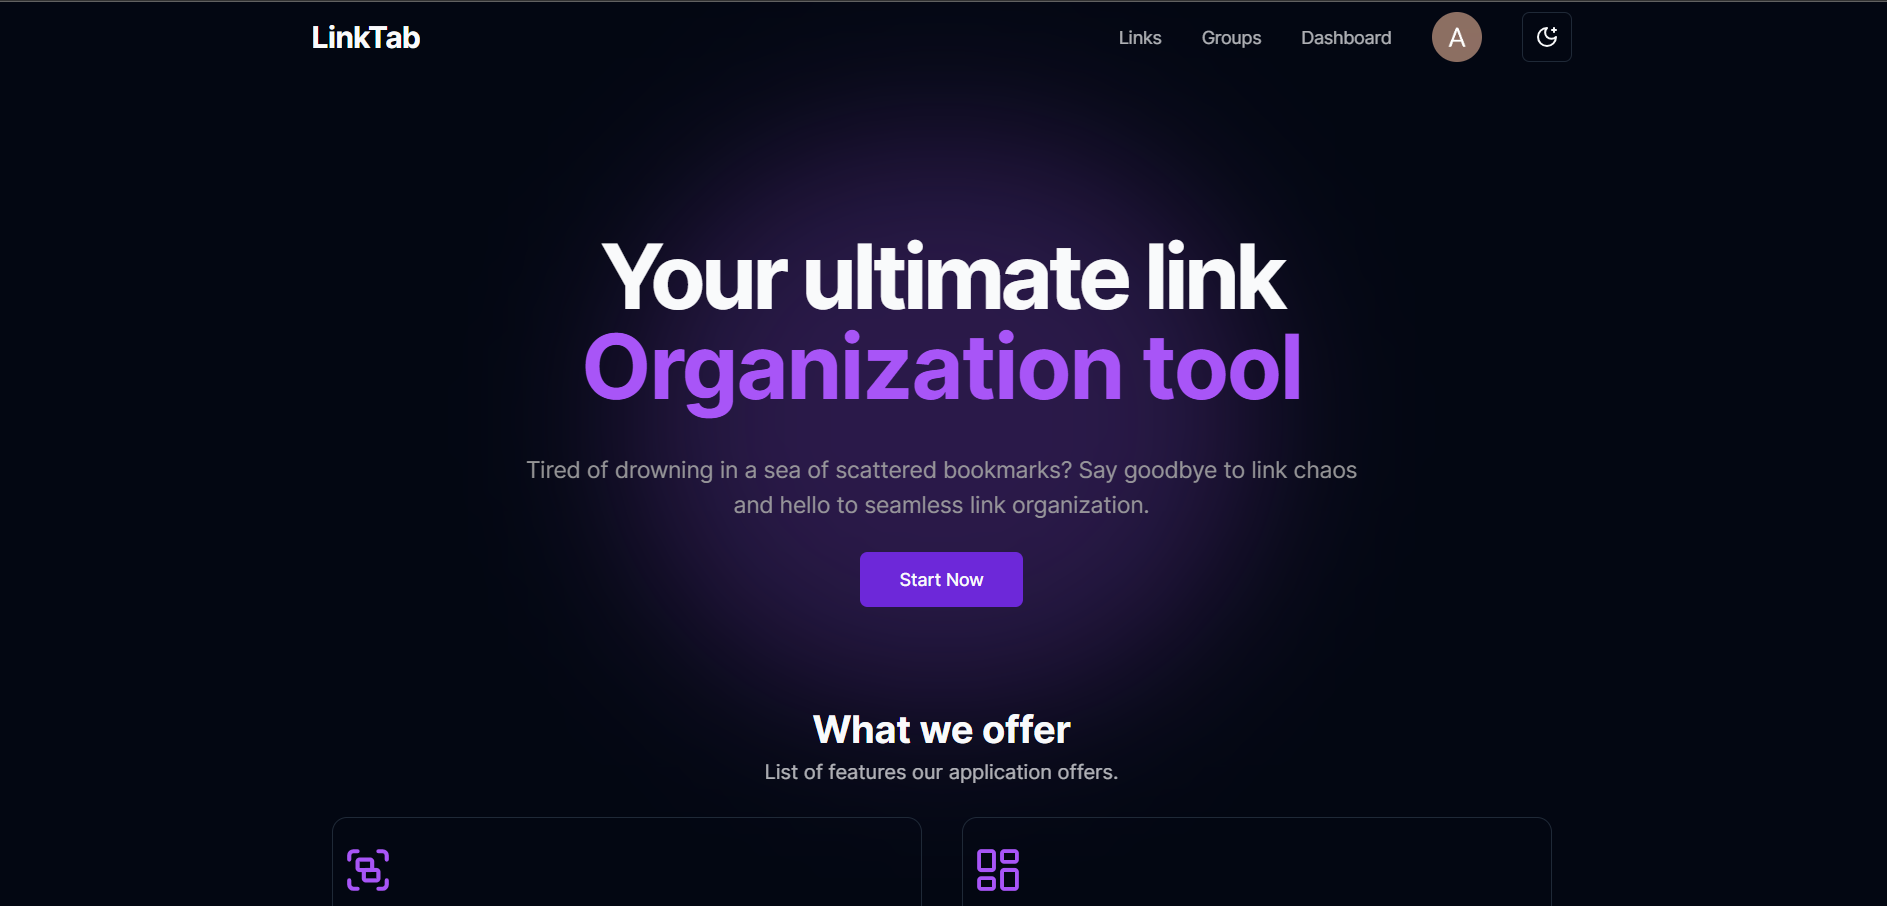 LinkTab
Links
Groups
Dashboard
A
Your ultimate link
Organization tool
Tired of drowning in a sea of scattered bookmarks? Say goodbye to link chaos
and hello to seamless link organization.
Start Now
What we offer
List of features our application offers.